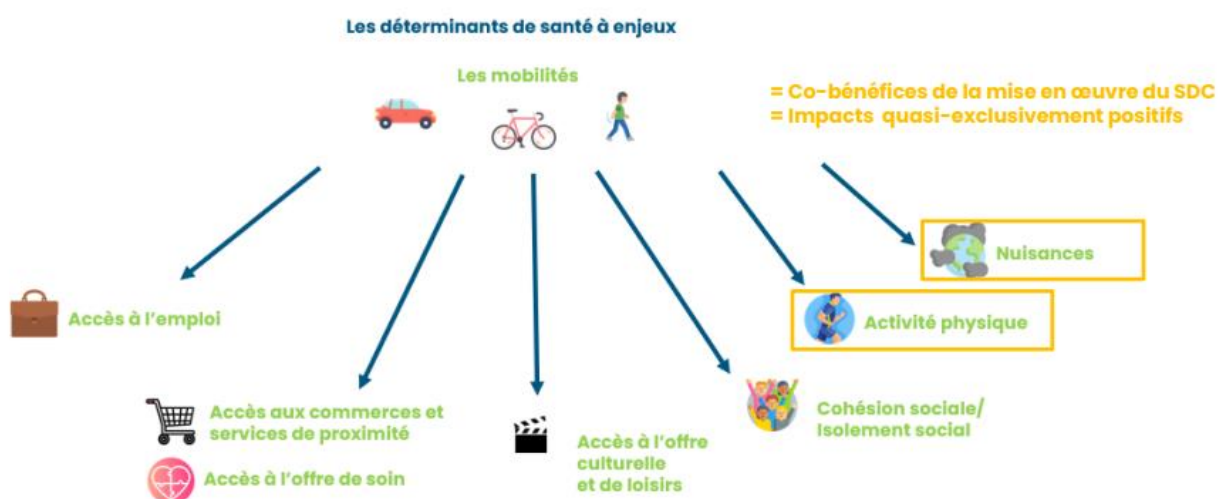 Les déterminants de santé à enjeux
Les mobilités
= Co-bénéfices de la mise en œuvre du SDC
= Impacts quasi-exclusivement positifs
Nuisances
Accès à l'emploi
Activité physique
Accès aux commerces et
services de proximité
Cohésion sociale/
Isolement social
Accès à l'offre
culturelle
et de loisirs
Accès à l'offre de soin